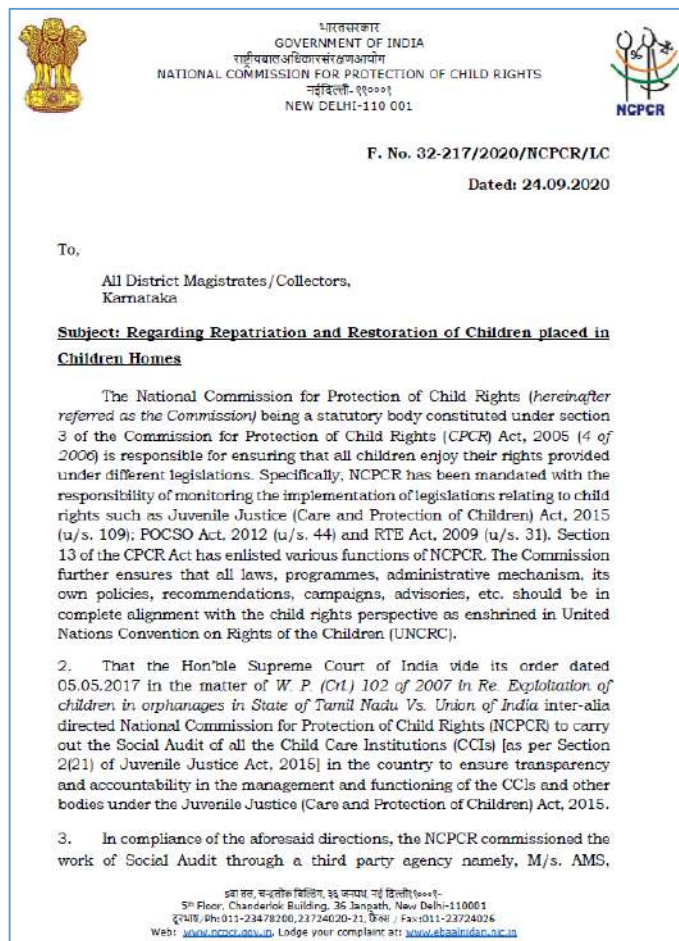 भारतसरकार
GOVERNMENT OF INDIA
राष्ट्रीयबालअधिकारसंरक्षणआयोग
NATIONAL COMMISSION FOR PROTECTION OF CHILD RIGHTS
नईदिल्ली-११०००१
NEW DELHI-110 001
NCPCR
F. No. 32-217/2020/NCPCR/LC
Dated: 24.09.2020
To,
All District Magistrates/Collectors,
Karnataka
Subject: Regarding Repatriation and Restoration of Children placed in
Children Homes
The National Commission for Protection of Child Rights (hereinafter
referred as the Commission) being a statutory body constituted under section
3 of the Commission for Protection of Child Rights (CPCR) Act, 2005 (4 of
2006) is responsible for ensuring that all children enjoy their rights provided
under different legislations. Specifically, NCPCR has been mandated with the
responsibility of monitoring the implementation of legislations relating to child
rights such as Juvenile Justice (Care and Protection of Children) Act, 2015
(u/s. 109); POCSO Act, 2012 (u/s. 44) and RTE Act, 2009 (u/s. 31). Section
13 of the CPCR Act has enlisted various functions of NCPCR. The Commission
further ensures that all laws, programmes, administrative mechanism, its
own policies, recommendations, campaigns, advisories, etc. should be in
complete alignment with the child rights perspective as enshrined in United
Nations Convention on Rights of the Children (UNCRC).
2. That the Hon'ble Supreme Court of India vide its order dated
05.05.2017 in the matter of W. P. (Crl.) 102 of 2007 in Re. Exploitation of
children in orphanages in State of Tamil Nadu Vs. Union of India inter-alia
directed National Commission for Protection of Child Rights (NCPCR) to carry
out the Social Audit of all the Child Care Institutions (CCIs) [as per Section
2(21) of Juvenile Justice Act, 2015] in the country to ensure transparency
and accountability in the management and functioning of the CCIs and other
bodies under the Juvenile Justice (Care and Protection of Children) Act, 2015.
3. In compliance of the aforesaid directions, the NCPCR commissioned the
work of Social Audit through a third party agency namely, M/s. AMS,
5वा तल, चन्द्रलोक बिल्डिंग, ३६ जनपथ, नई दिल्ली११०००१-
5th Floor, Chanderlok Building, 36 Janpath, New Delhi-110001
दूरभाष/Ph:011-23478200,23724020-21, फैक्स / Fax:011-23724026
Web: www.ncpcr.gov.in, Lodge your complaint at: www.ebaalnidan.nic.in